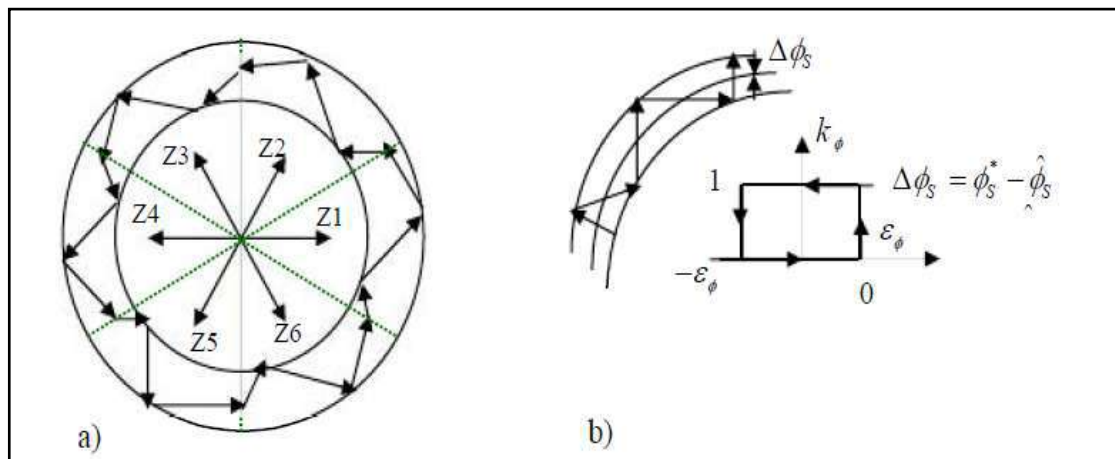 Δϕ_S
Z3 Z2
Z4 Z1
Z5 Z6
a)
k_ϕ
1 Δϕ_S = ϕ_S^* - ϕ̂_S
^
ε_ϕ
-ε_ϕ
0
b)